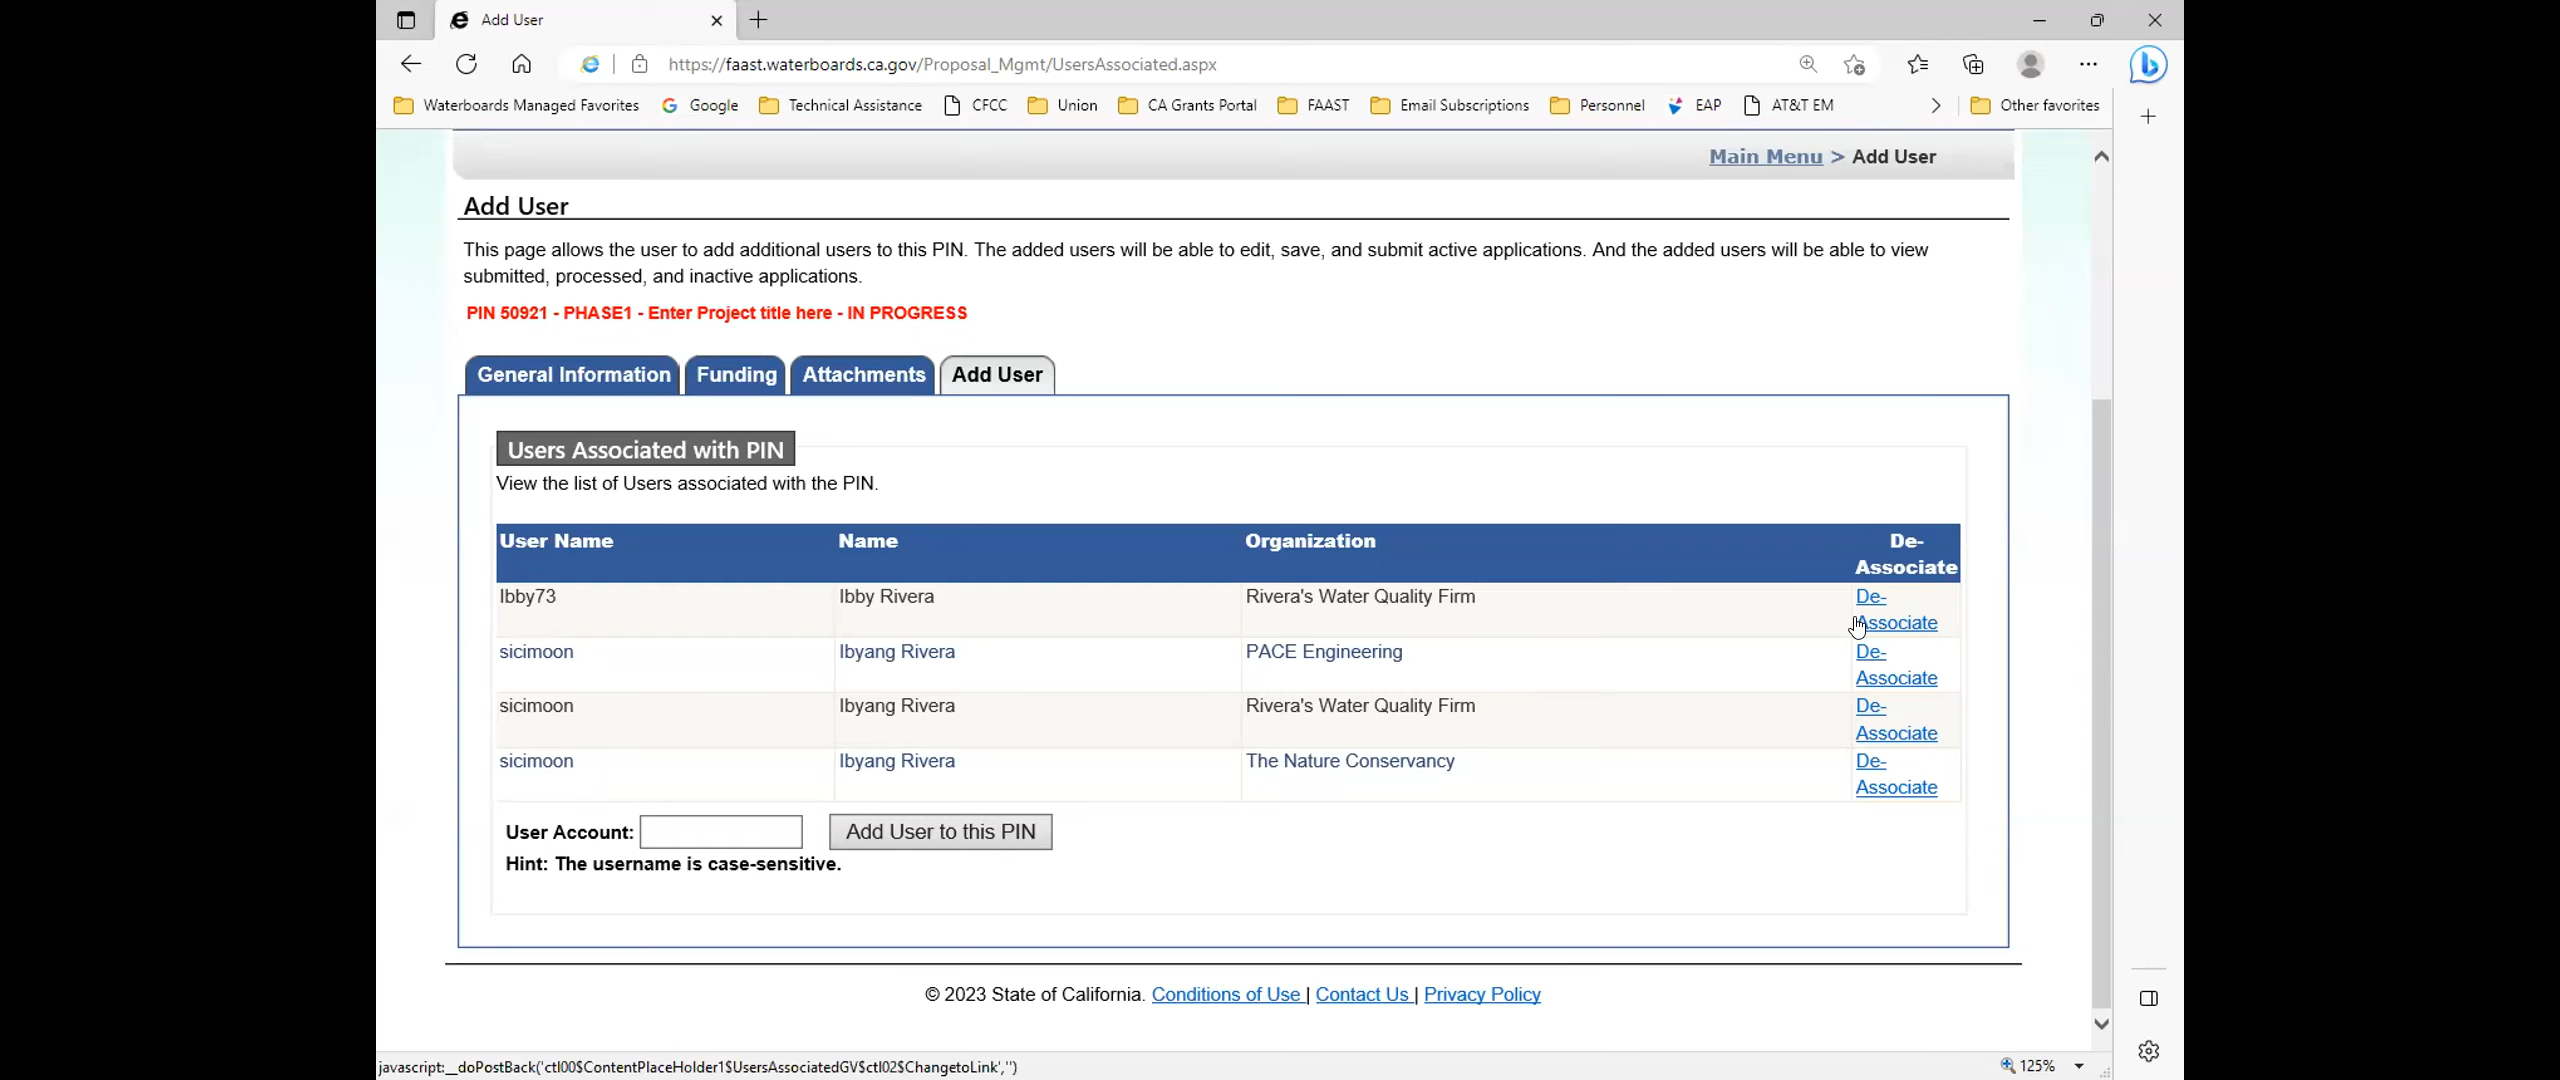 Add User
https://faast.waterboards.ca.gov/Proposal_Mgmt/UsersAssociated.aspx
Waterboards Managed Favorites Google Technical Assistance CFCC Union CA Grants Portal FAAST Email Subscriptions Personnel EAP AT&T EM Other favorites
Main Menu > Add User
Add User
This page allows the user to add additional users to this PIN. The added users will be able to edit, save, and submit active applications. And the added users will be able to view
submitted, processed, and inactive applications.
PIN 50921 - PHASE1 - Enter Project title here - IN PROGRESS
General Information Funding Attachments Add User
Users Associated with PIN
View the list of Users associated with the PIN.
User Name Name Organization De-
Associate
Ibby73 Ibby Rivera Rivera's Water Quality Firm De-
Associate
sicimoon Ibyang Rivera PACE Engineering De-
Associate
sicimoon Ibyang Rivera Rivera's Water Quality Firm De-
Associate
sicimoon Ibyang Rivera The Nature Conservancy De-
Associate
User Account: Add User to this PIN
Hint: The username is case-sensitive.
© 2023 State of California. Conditions of Use | Contact Us | Privacy Policy
javascript:__doPostBack('ctl00$ContentPlaceHolder1$UsersAssociatedGV$ctl02$ChangetoLink','')
125%